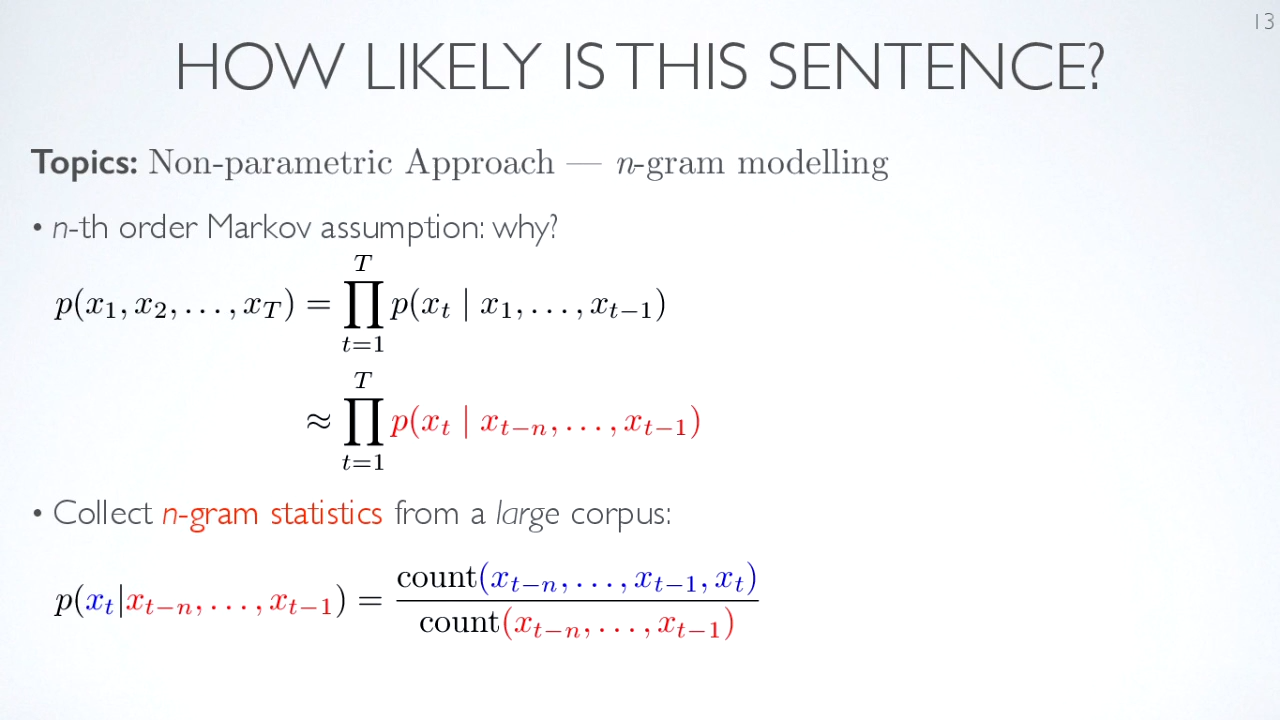 13
HOW LIKELY IS THIS SENTENCE?
Topics: Non-parametric Approach — n-gram modelling
• n-th order Markov assumption: why?
p(x_1, x_2, . . . , x_T) = ∏_{t=1}^{T} p(x_t | x_1, . . . , x_{t−1})
≈ ∏_{t=1}^{T} p(x_t | x_{t−n}, . . . , x_{t−1})
• Collect n-gram statistics from a large corpus:
p(x_t|x_{t−n}, . . . , x_{t−1}) = count(x_{t−n}, . . . , x_{t−1}, x_t) / count(x_{t−n}, . . . , x_{t−1})